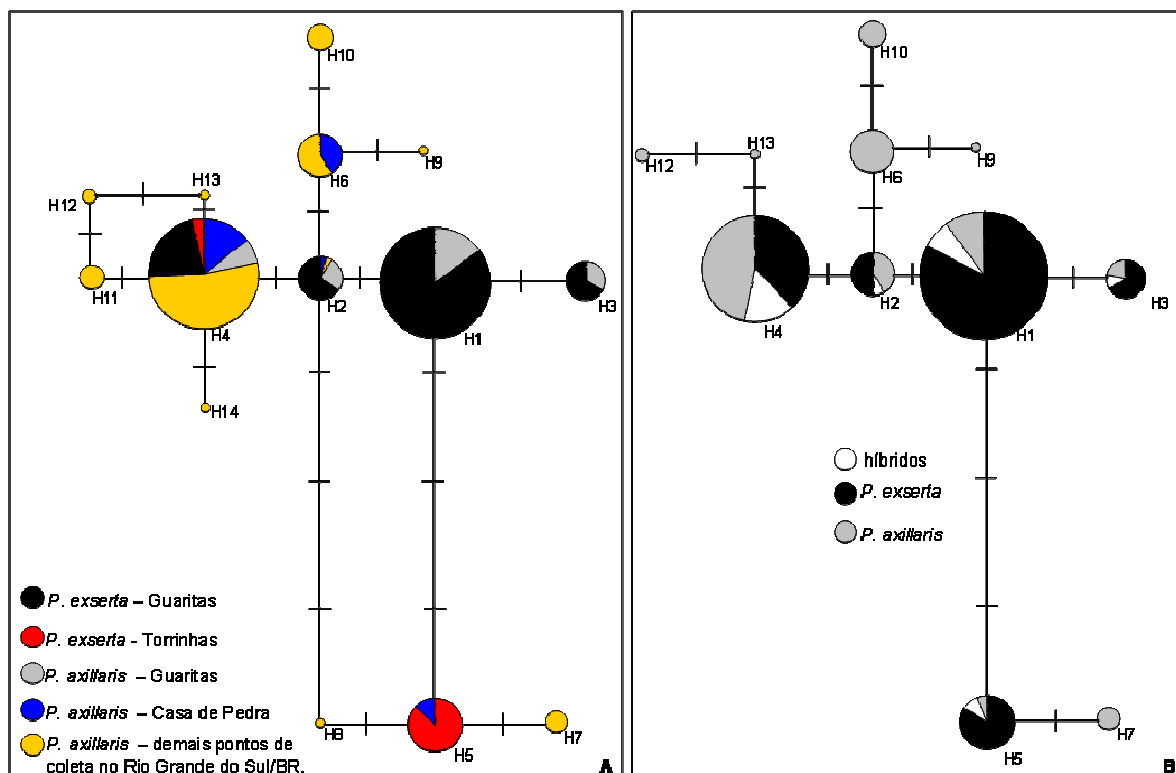 H10
H6
H9
H13
H12
H11
H4
H2
H1
H3
H14
H8
H5
H7
P. exserta – Guaritas
P. exserta - Torrinhas
P. axillaris – Guaritas
P. axillaris – Casa de Pedra
P. axillaris – demais pontos de
coleta no Rio Grande do Sul/BR.
A
H10
H13
H12
H6
H9
H4
H2
H1
H3
híbridos
P. exserta
P. axillaris
H5
H7
B